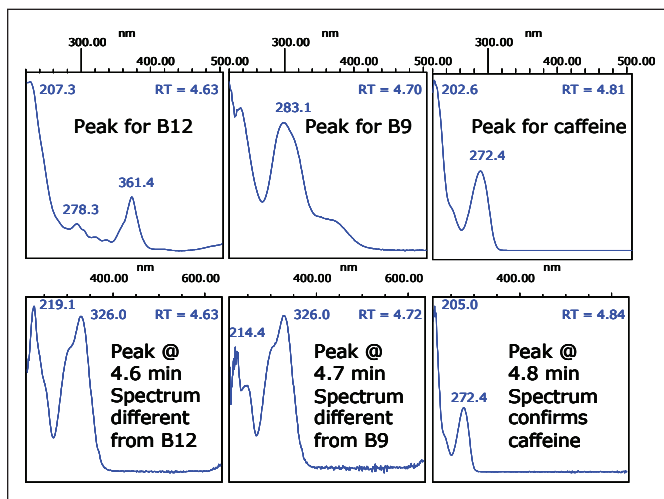 nm nm nm
300.00 400.00 500.00 300.00 400.00 500.00 300.00 500.00
207.3 RT = 4.63
Peak for B12
361.4
278.3
RT = 4.70
283.1
Peak for B9
202.6 RT = 4.81
Peak for caffeine
272.4
nm nm nm
400.00 600.00 400.00 600.00 400.00
219.1 326.0 RT = 4.63
Peak @
4.6 min
Spectrum
different
from B12
214.4 326.0 RT = 4.72
Peak @
4.7 min
Spectrum
different
from B9
205.0 RT = 4.84
272.4
Peak @
4.8 min
Spectrum
confirms
caffeine